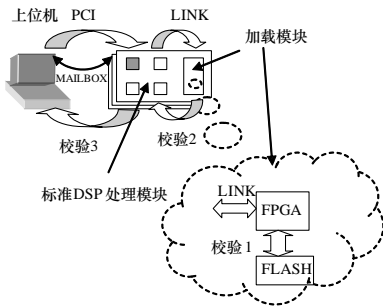 上位机 PCI LINK
加载模块
MAILBOX
校验3 校验2
标准DSP 处理模块
LINK
FPGA
校验1
FLASH